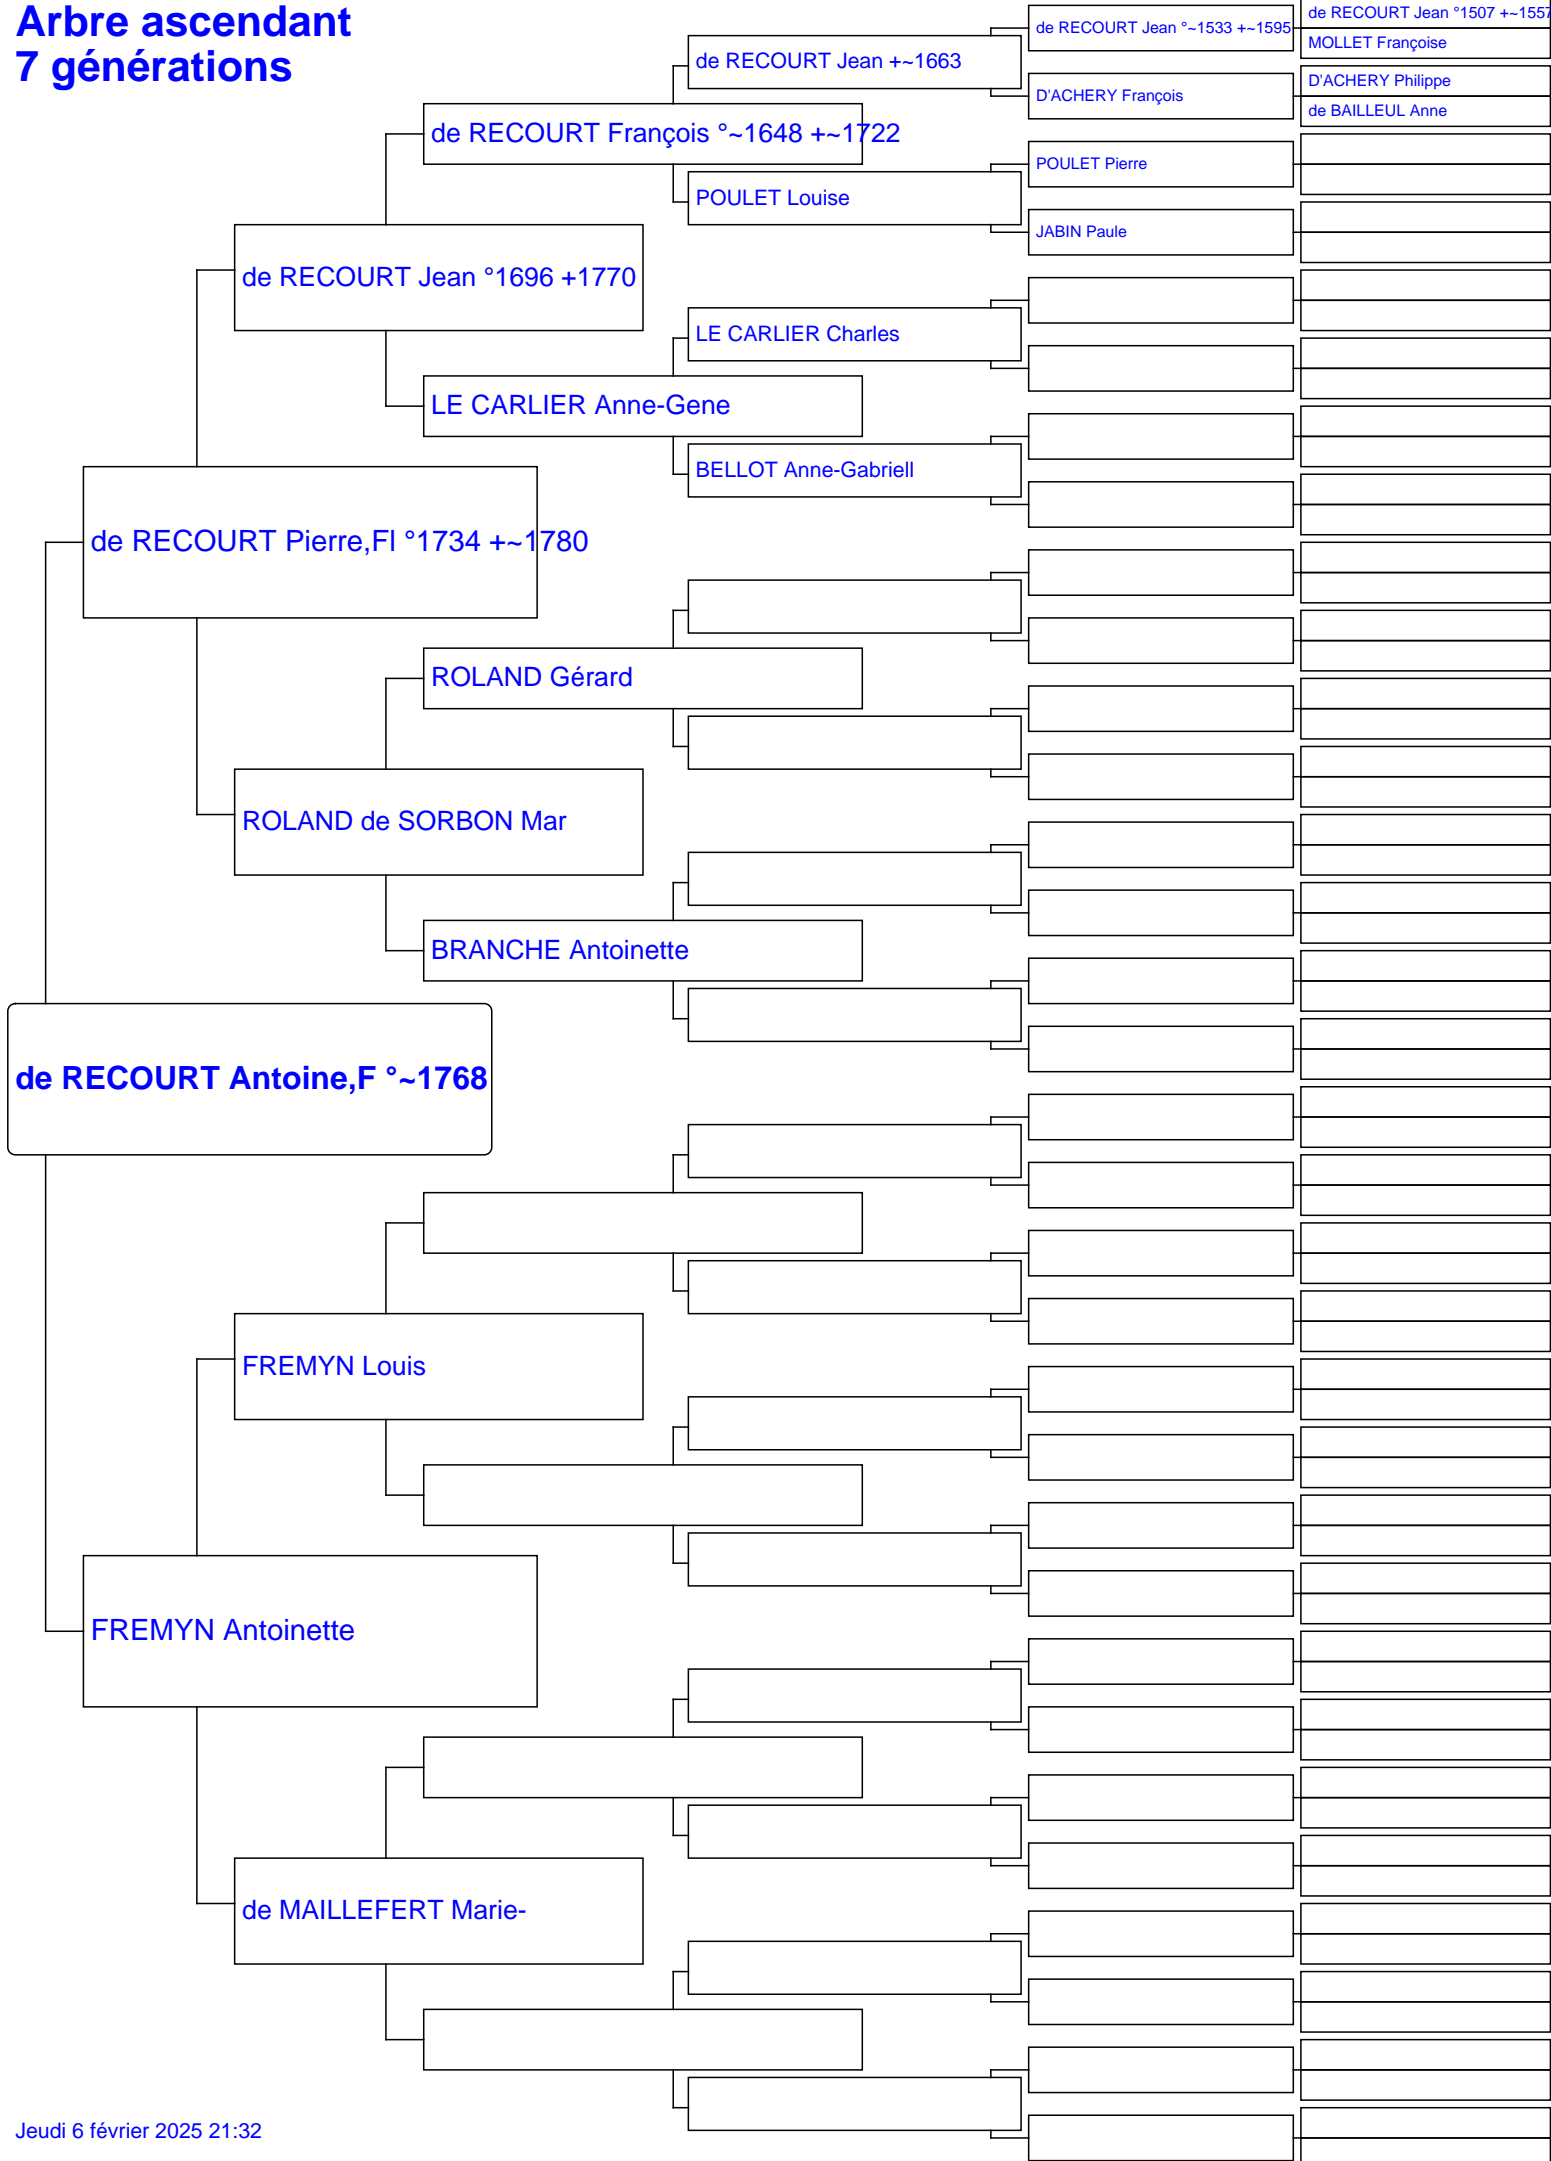 Arbre ascendant
7 générations
de RECOURT Jean °1507 +~1557
de RECOURT Jean °~1533 +~1595
MOLLET Françoise
de RECOURT Jean +~1663
D'ACHERY Philippe
D'ACHERY François
de BAILLEUL Anne
de RECOURT François °~1648 +~1722
POULET Pierre
POULET Louise
JABIN Paule
de RECOURT Jean °1696 +1770
LE CARLIER Charles
LE CARLIER Anne-Gene
BELLOT Anne-Gabriell
de RECOURT Pierre,Fl °1734 +~1780
ROLAND Gérard
ROLAND de SORBON Mar
BRANCHE Antoinette
de RECOURT Antoine,F °~1768
FREMYN Louis
FREMYN Antoinette
de MAILLEFERT Marie-
Jeudi 6 février 2025 21:32